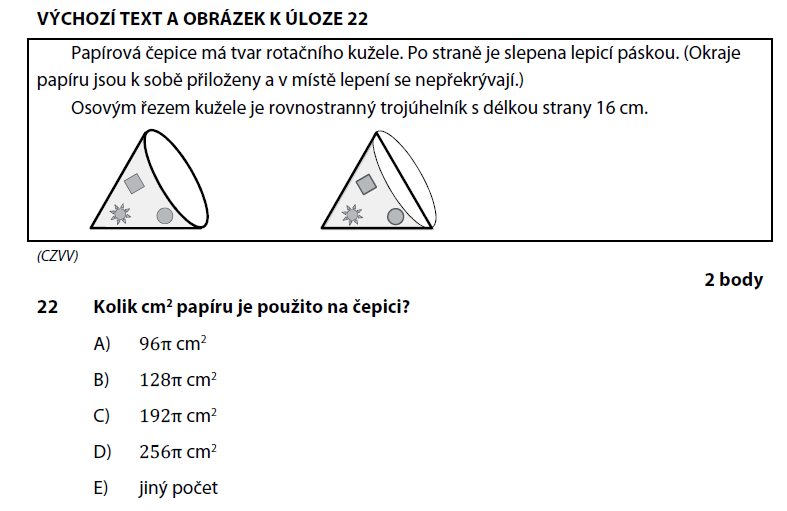 VÝCHOZÍ TEXT A OBRÁZEK K ÚLOZE 22
Papírová čepice má tvar rotačního kužele. Po straně je slepena lepicí páskou. (Okraje
papíru jsou k sobě přiloženy a v místě lepení se nepřekrývají.)
Osovým řezem kužele je rovnostranný trojúhelník s délkou strany 16 cm.
(CZVV)
2 body
22 Kolik cm² papíru je použito na čepici?
A) 96π cm²
B) 128π cm²
C) 192π cm²
D) 256π cm²
E) jiný počet